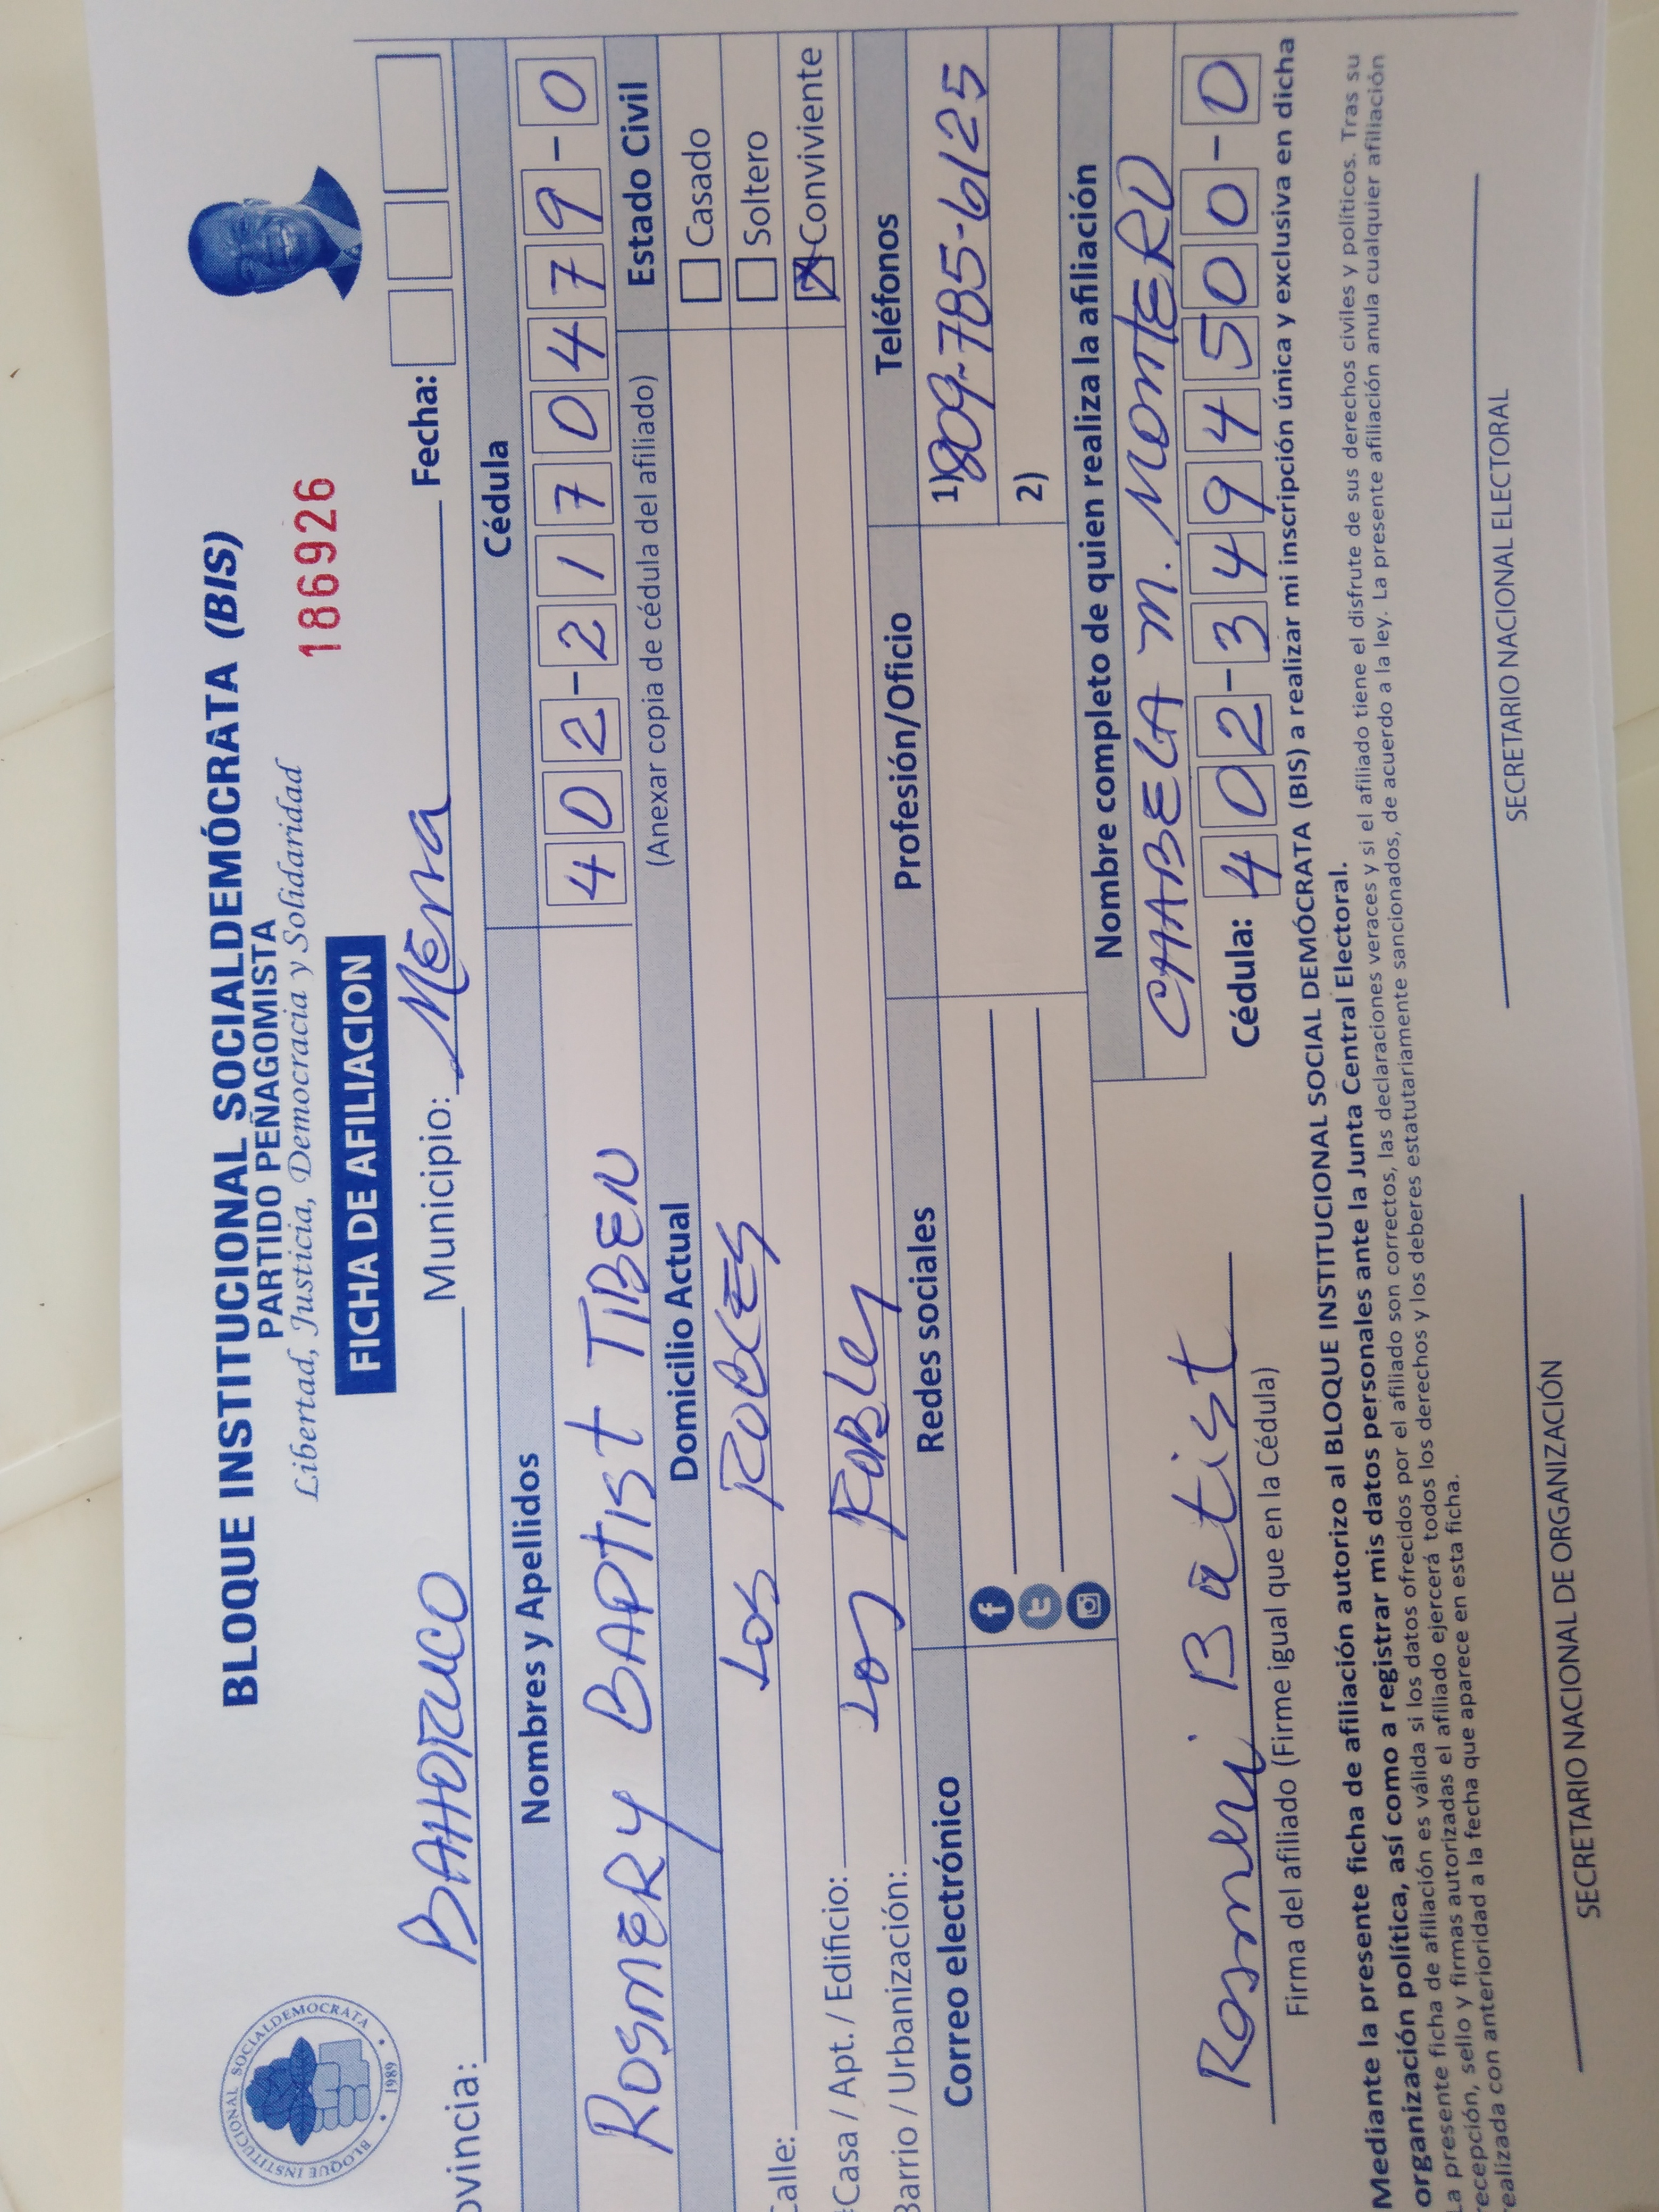 BLOQUE INSTITUCIONAL SOCIALDEMOCRATA
1989
BLOQUE INSTITUCIONAL SOCIALDEMÓCRATA (BIS)
PARTIDO PEÑAGOMISTA
Libertad, Justicia, Democracia y Solidaridad
186926
FICHA DE AFILIACION
ovincia: BAHORUCO Municipio: Mena Fecha:
Nombres y Apellidos Cédula
ROSMERY BAPTIST TIBEN 402-2170479-0
Domicilio Actual (Anexar copia de cédula del afiliado) Estado Civil
Calle: LOS ROBLES Casado
Soltero
Casa / Apt. / Edificio: Conviviente
Barrio / Urbanización: Los Robles
Correo electrónico Redes sociales Profesión/Oficio Teléfonos
1) 809-785-6125
2)
Nombre completo de quien realiza la afiliación
CHABELA M. MONTERO
Rosmeri Batist
Cédula: 402-3494500-0
Firma del afiliado (Firme igual que en la Cédula)
Mediante la presente ficha de afiliación autorizo al BLOQUE INSTITUCIONAL SOCIAL DEMÓCRATA (BIS) a realizar mi inscripción única y exclusiva en dicha
organización política, así como a registrar mis datos personales ante la Junta Central Electoral.
La presente ficha de afiliación es válida si los datos ofrecidos por el afiliado son correctos, las declaraciones veraces y si el afiliado tiene el disfrute de sus derechos civiles y políticos. Tras su
recepción, sello y firmas autorizadas el afiliado ejercerá todos los derechos y los deberes estatutariamente sancionados, de acuerdo a la ley. La presente afiliación anula cualquier afiliación
realizada con anterioridad a la fecha que aparece en esta ficha.
SECRETARIO NACIONAL DE ORGANIZACIÓN SECRETARIO NACIONAL ELECTORAL